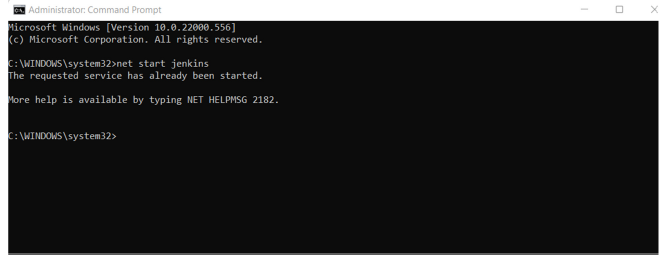 Administrator: Command Prompt
Microsoft Windows [Version 10.0.22000.556]
(c) Microsoft Corporation. All rights reserved.
C:\WINDOWS\system32>net start jenkins
The requested service has already been started.
More help is available by typing NET HELPMSG 2182.
C:\WINDOWS\system32>